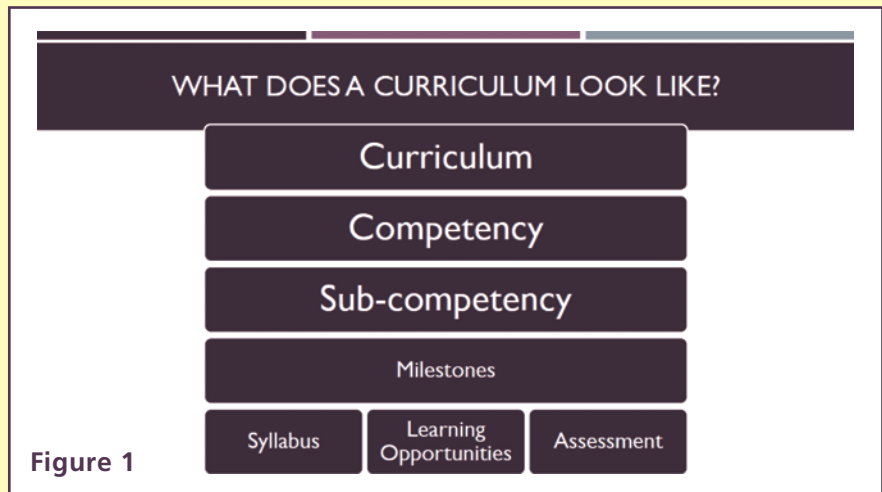 WHAT DOES A CURRICULUM LOOK LIKE?
Curriculum
Competency
Sub-competency
Milestones
Syllabus
Learning
Opportunities
Assessment
Figure 1